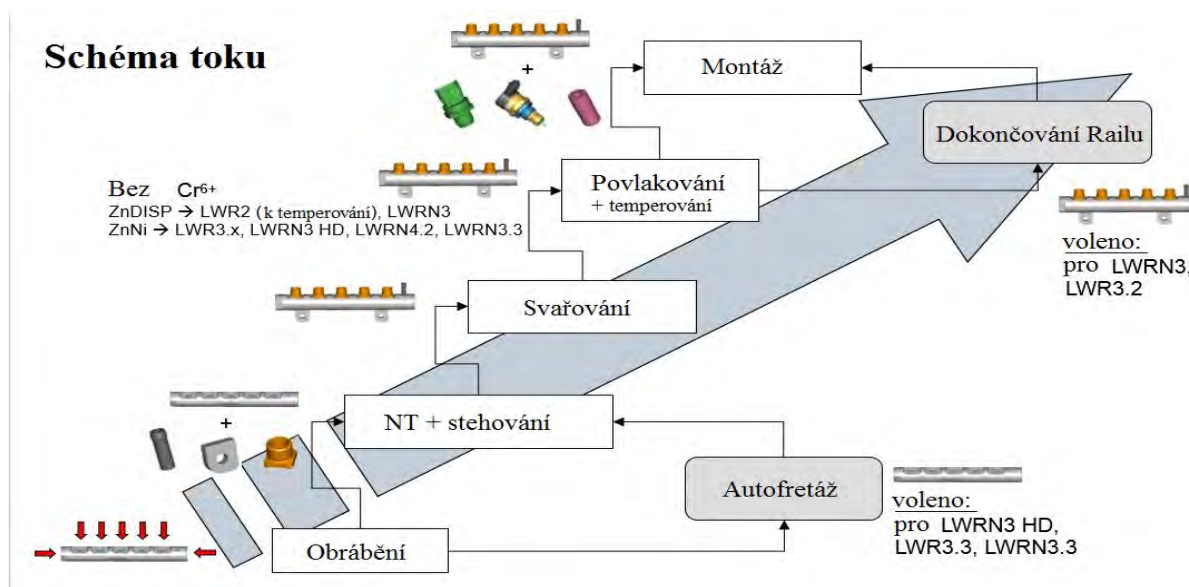 Schéma toku
+
Montáž
Dokončování Railu
Bez Cr⁶⁺
ZnDISP → LWR2 (k temperování), LWRN3
ZnNi → LWR3.x, LWRN3 HD, LWRN4.2, LWRN3.3
Povlakování
+ temperování
voleno:
pro LWRN3,
LWR3.2
Svařování
+
NT + stehování
Autofretáž
voleno:
pro LWRN3 HD,
LWR3.3, LWRN3.3
Obrábění